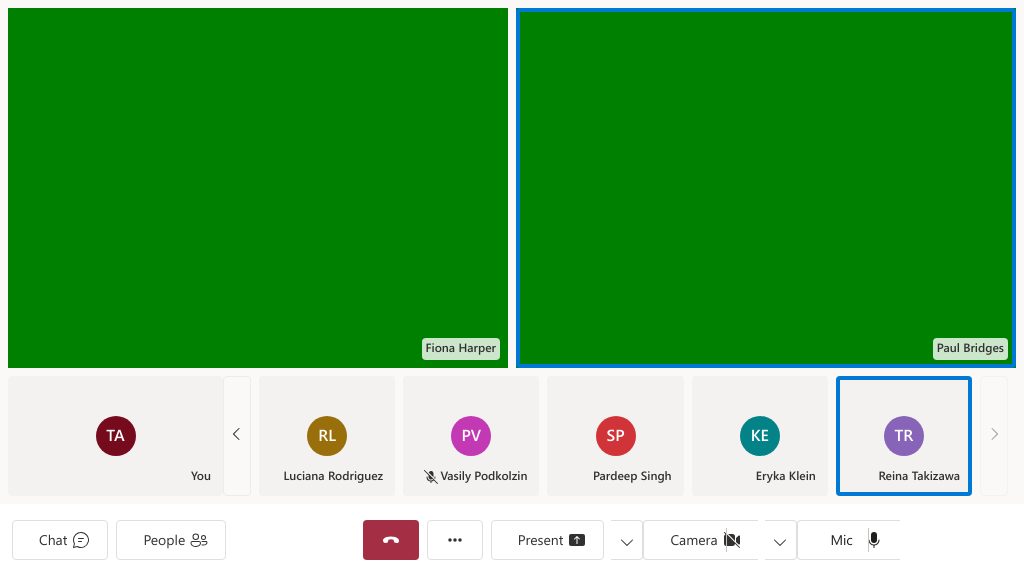 Fiona Harper
Paul Bridges
TA
You
RL
Luciana Rodriguez
PV
Vasily Podkolzin
SP
Pardeep Singh
KE
Eryka Klein
TR
Reina Takizawa
Chat
People
Present
Camera
Mic